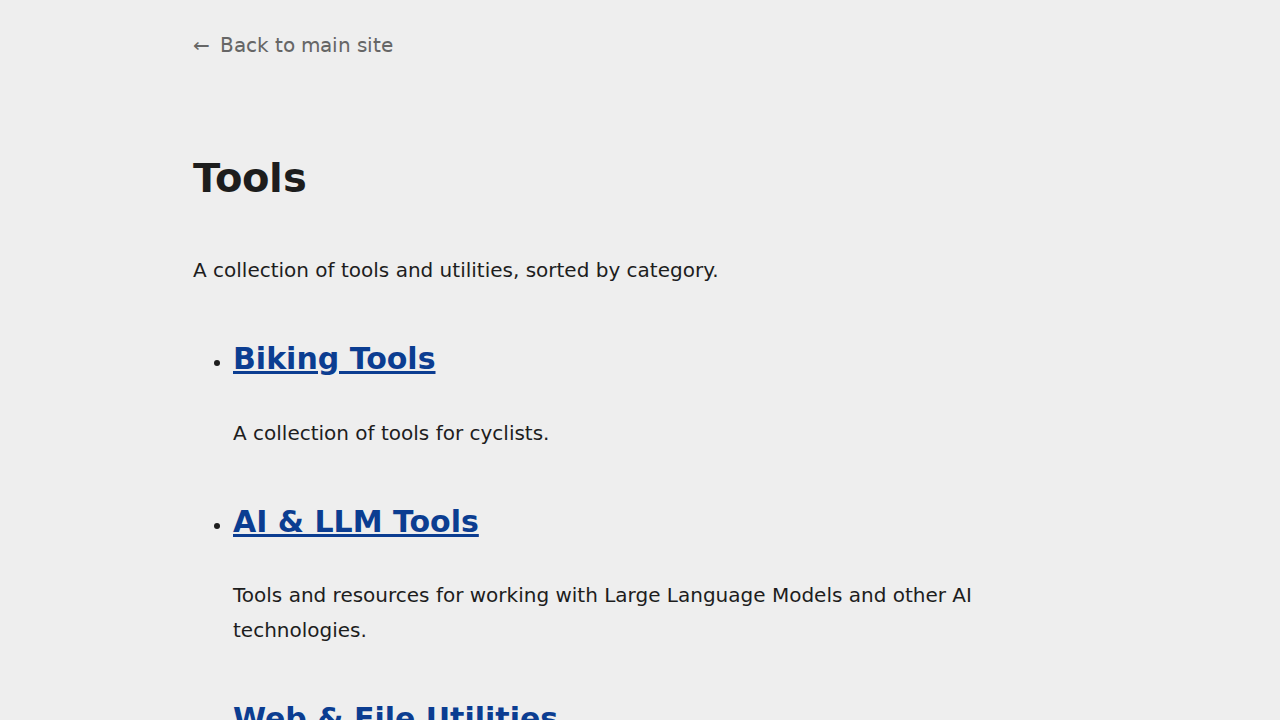 ← Back to main site
Tools
A collection of tools and utilities, sorted by category.
• Biking Tools
A collection of tools for cyclists.
• AI & LLM Tools
Tools and resources for working with Large Language Models and other AI
technologies.
Web & File Utilities